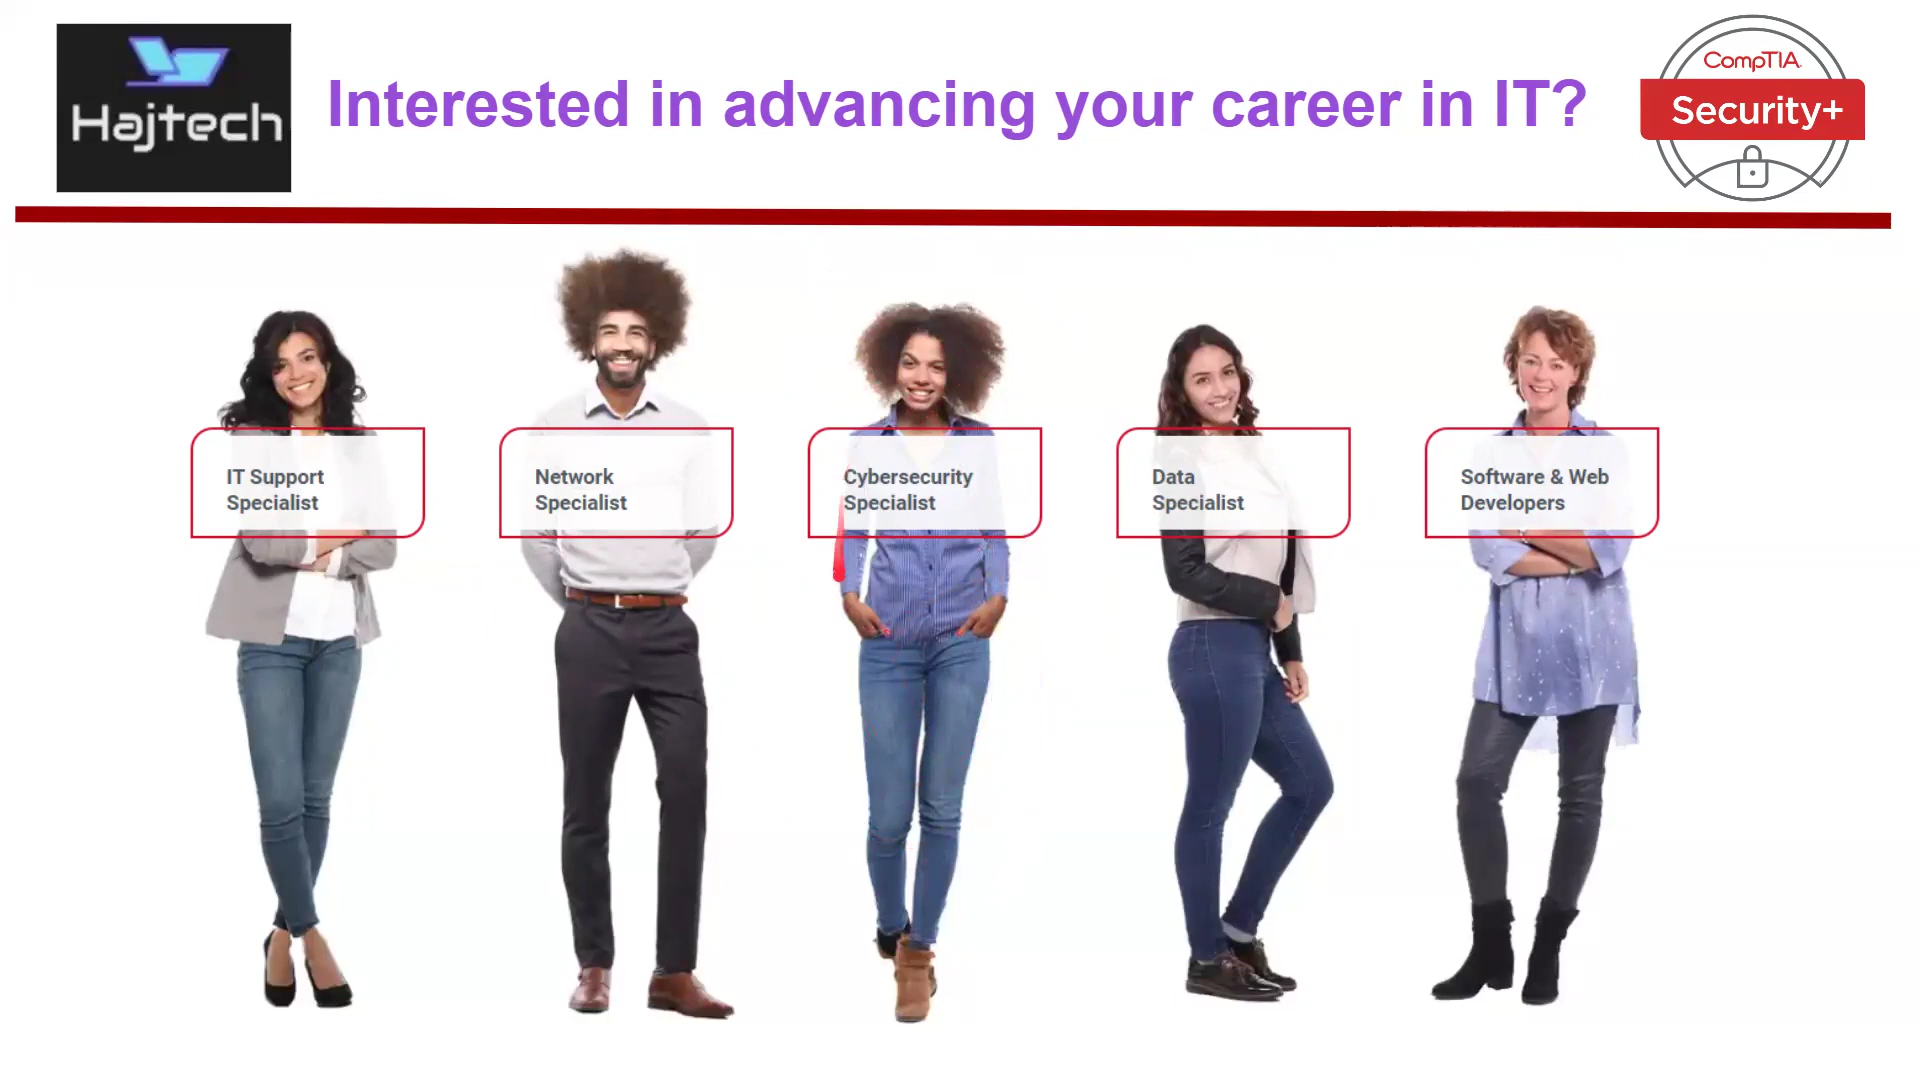 Hajtech
Interested in advancing your career in IT?
CompTIA
Security+
IT Support
Specialist
Network
Specialist
Cybersecurity
Specialist
Data
Specialist
Software & Web
Developers